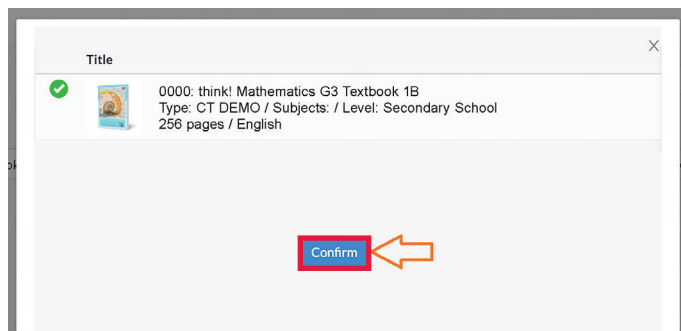 Title
0000: think! Mathematics G3 Textbook 1B
Type: CT DEMO / Subjects: / Level: Secondary School
256 pages / English
Confirm